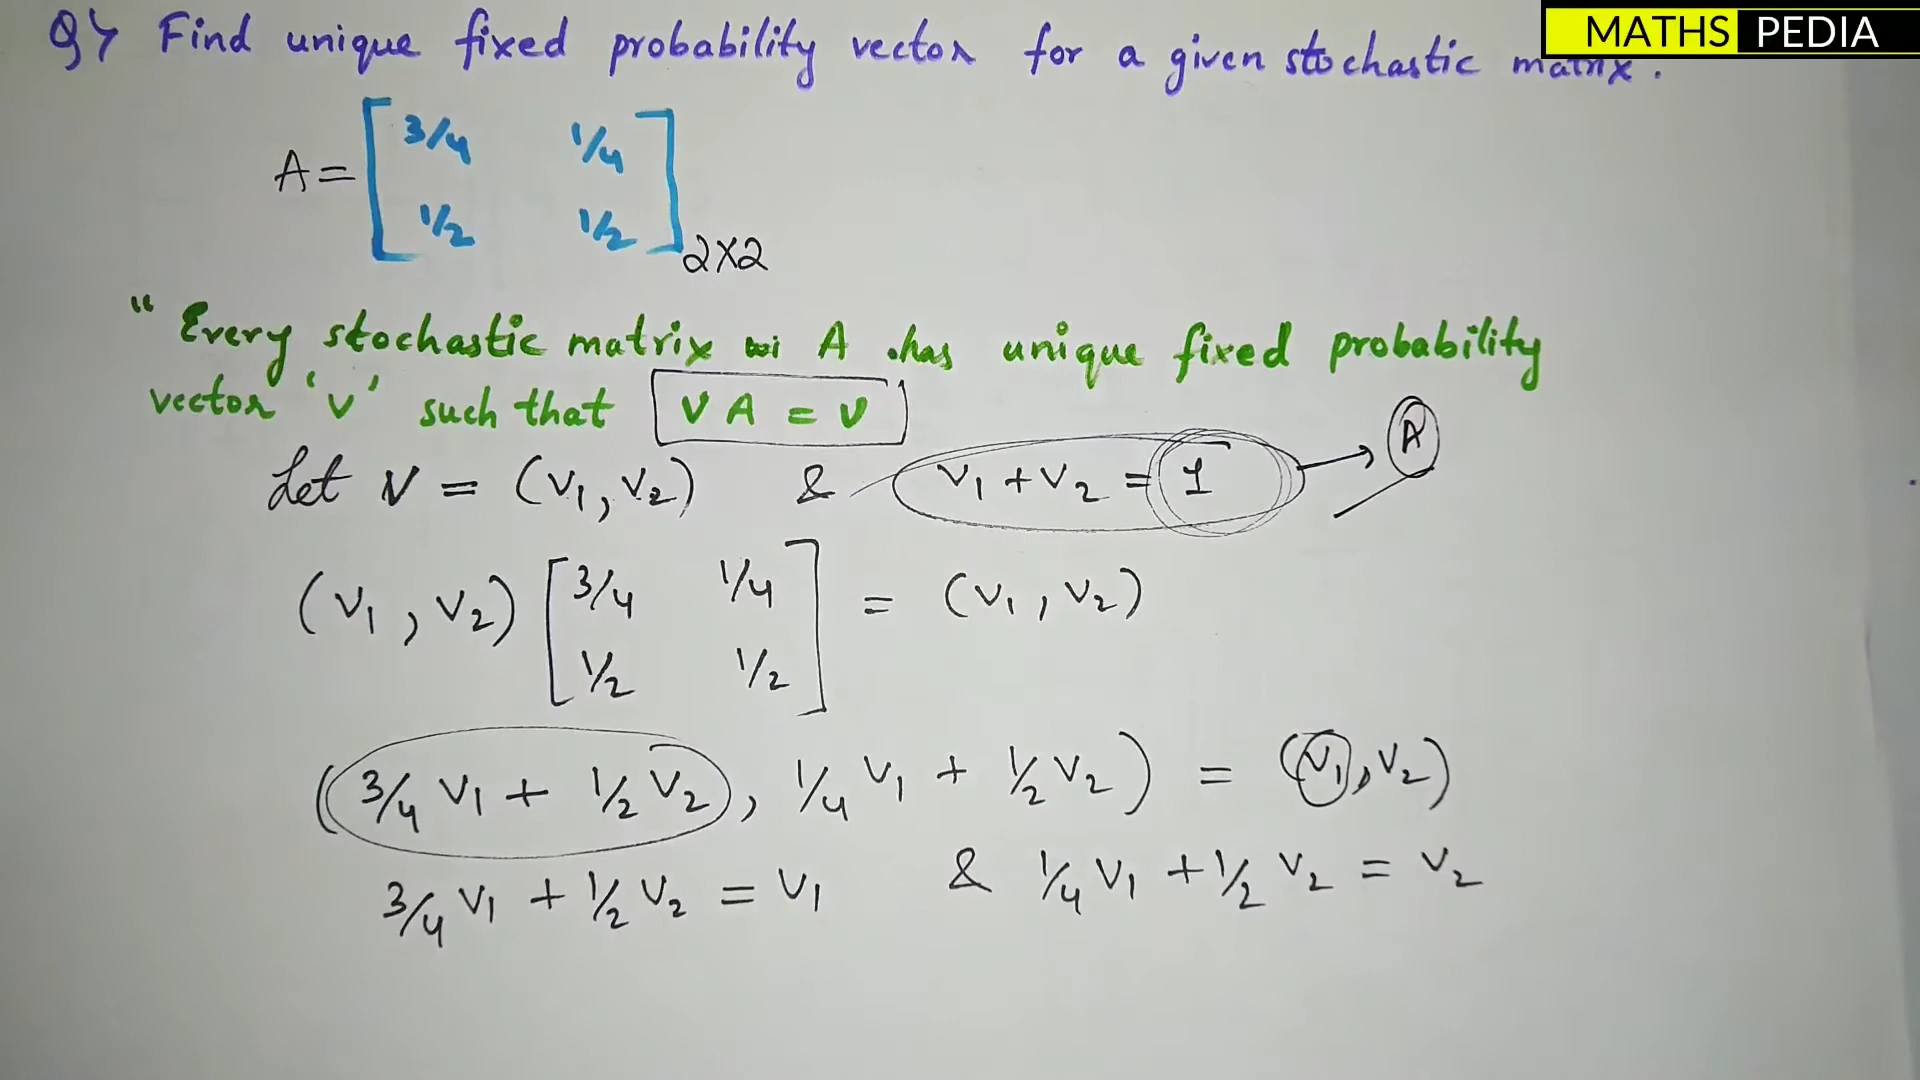 MATHS PEDIA
Q7 Find unique fixed probability vector for a given stochastic matrix.
A = [ 3/4 1/4
1/2 1/2 ] 2×2
" Every stochastic matrix A has unique fixed probability
vector 'v' such that V A = V
Let V = (V₁, V₂) & V₁ + V₂ = 1 → A
(V₁, V₂) [ 3/4 1/4
1/2 1/2 ] = (V₁, V₂)
(3/4 V₁ + 1/2 V₂, 1/4 V₁ + 1/2 V₂) = (V₁, V₂)
3/4 V₁ + 1/2 V₂ = V₁ & 1/4 V₁ + 1/2 V₂ = V₂